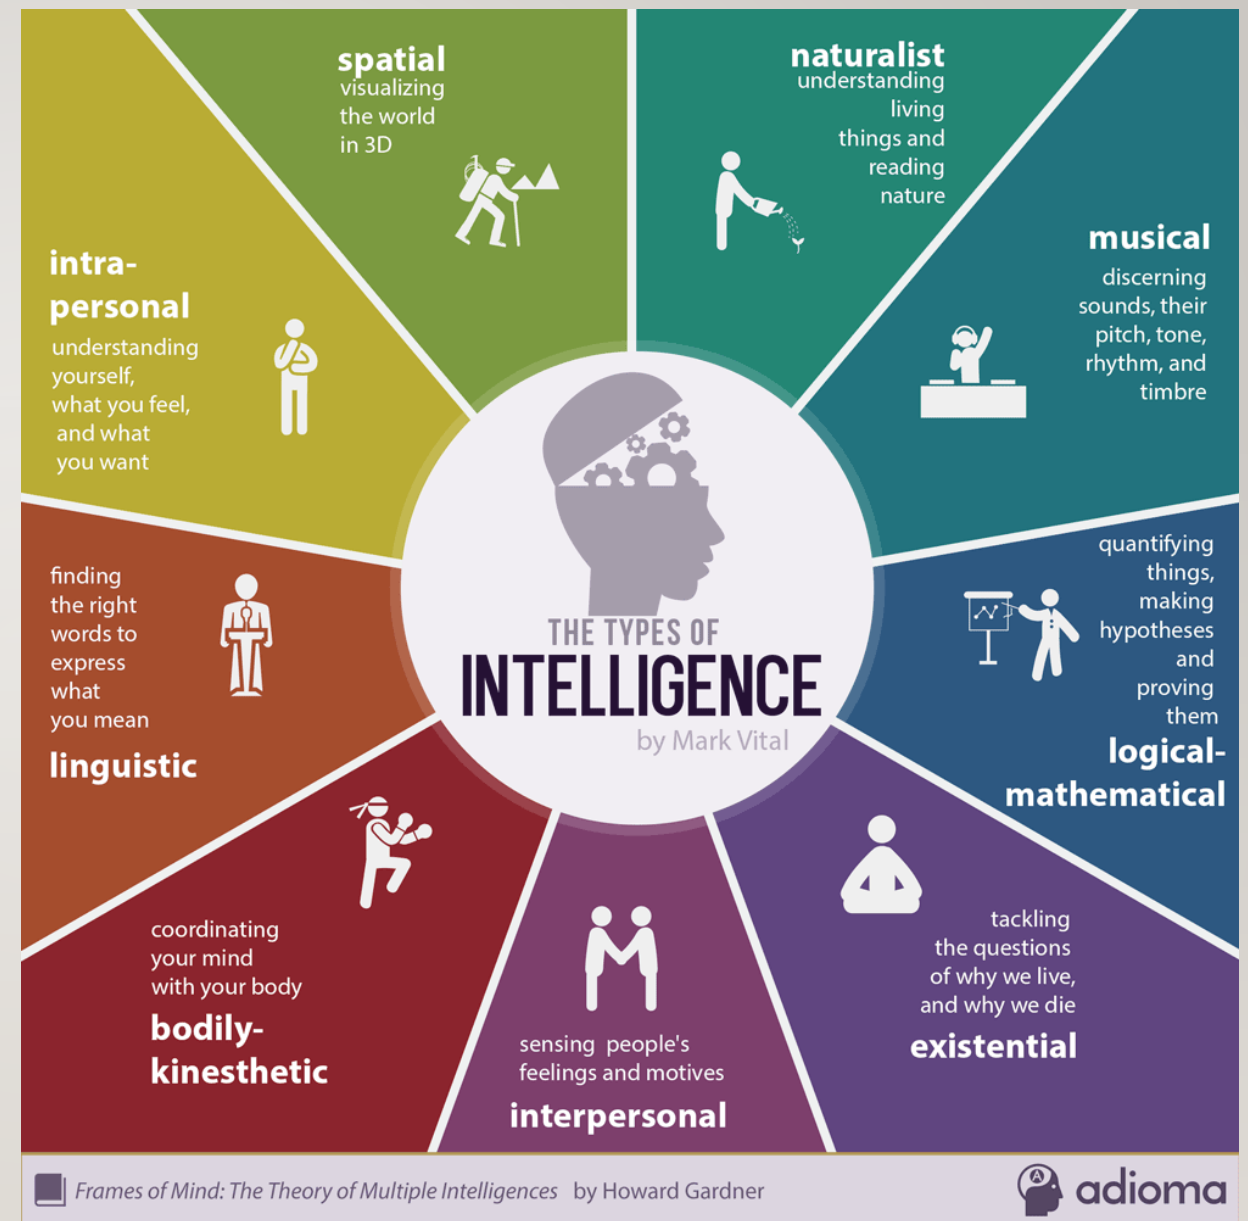 spatial
visualizing
the world
in 3D
naturalist
understanding
living
things and
reading
nature
musical
discerning
sounds, their
pitch, tone,
rhythm, and
timbre
quantifying
things,
making
hypotheses
and
proving
them
logical-
mathematical
tackling
the questions
of why we live,
and why we die
existential
sensing people's
feelings and motives
interpersonal
coordinating
your mind
with your body
bodily-
kinesthetic
finding
the right
words to
express
what
you mean
linguistic
intra-
personal
understanding
yourself,
what you feel,
and what
you want
THE TYPES OF
INTELLIGENCE
by Mark Vital
Frames of Mind: The Theory of Multiple Intelligences by Howard Gardner
A
adioma